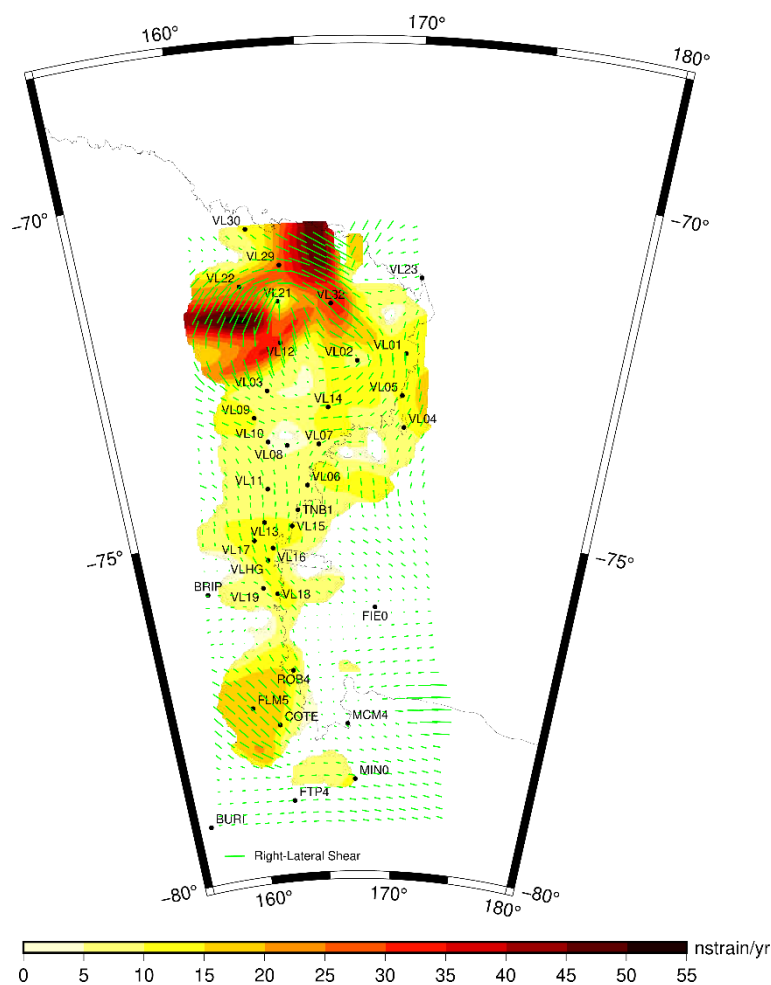 160° 170° 180°
−70° −70°
VL30
VL29
VL23
VL22
VL21
VL32
VL12
VL02
VL01
VL03
VL05
VL14
VL09
VL04
VL10
VL07
VL08
VL11
VL06
TNB1
VL13
VL15
VL17
VL16
−75° −75°
VLHG
BRIP
VL19
VL18
FIE0
ROB4
FLM5
COTE
MCM4
MIN0
FTP4
BURI
Right-Lateral Shear
−80° −80°
160° 170° 180°
nstrain/yr
0 5 10 15 20 25 30 35 40 45 50 55